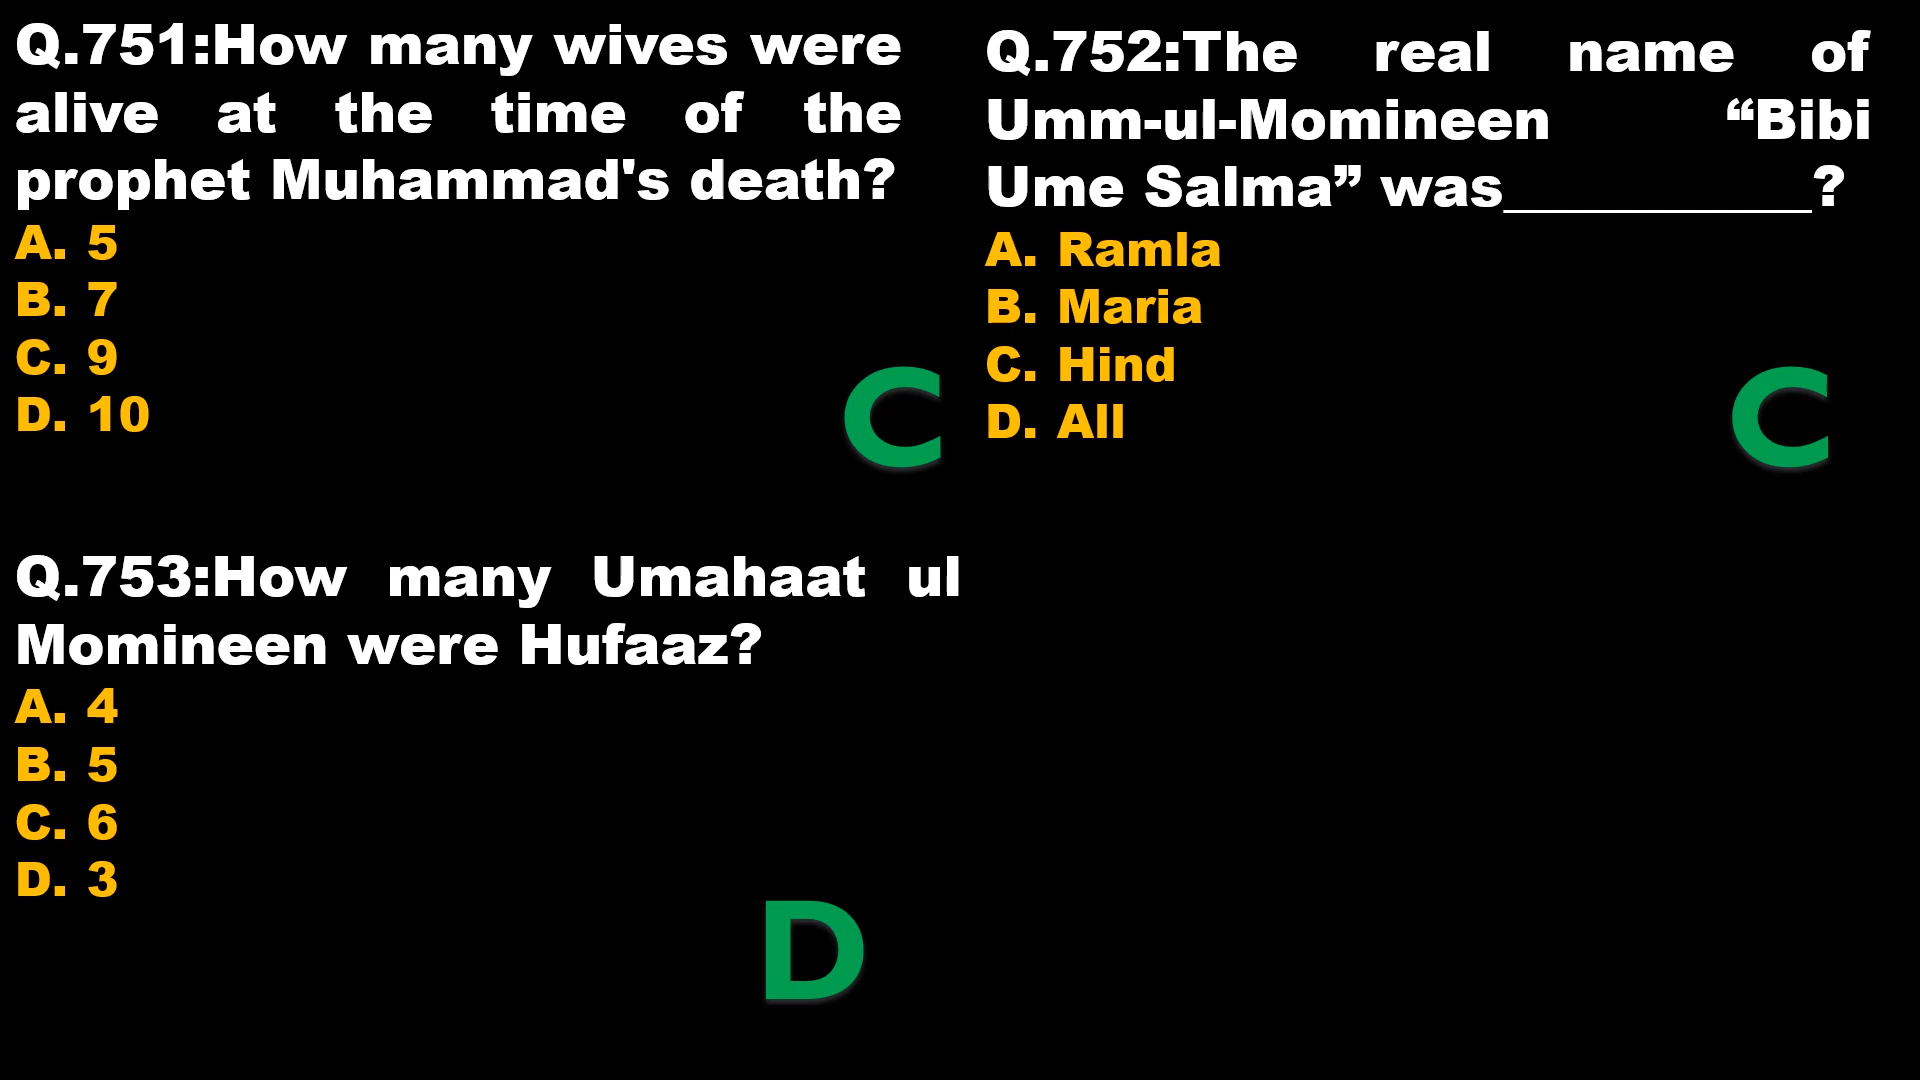 Q.751:How many wives were
alive at the time of the
prophet Muhammad's death?
A. 5
B. 7
C. 9
D. 10
C
Q.752:The real name of
Umm-ul-Momineen “Bibi
Ume Salma” was___________?
A. Ramla
B. Maria
C. Hind
D. All
C
Q.753:How many Umahaat ul
Momineen were Hufaaz?
A. 4
B. 5
C. 6
D. 3
D